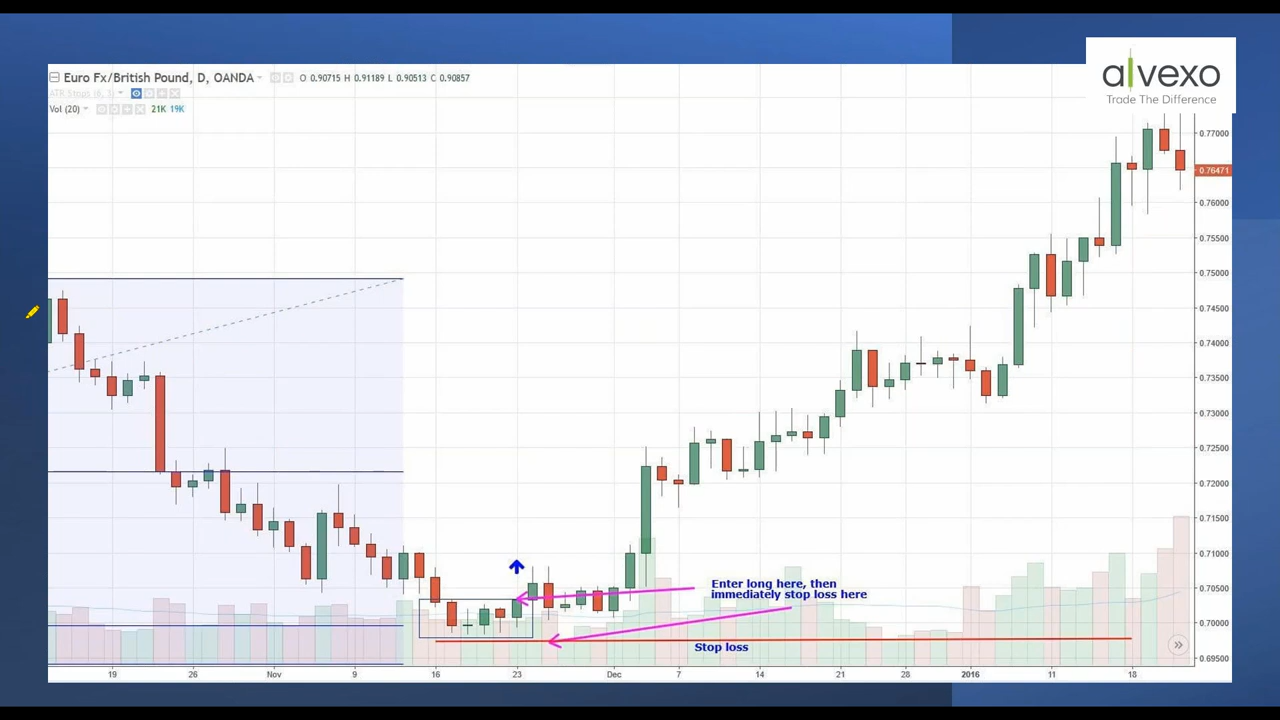 alvexo
Trade The Difference
Euro Fx/British Pound, D, OANDA O 0.90715 H 0.91189 L 0.90513 C 0.90857
ATR Stops (6, 3)
Vol (20) 21K 19K
0.77000
0.76471
0.76000
0.75500
0.75000
0.74500
0.74000
0.73500
0.73000
0.72500
0.72000
0.71500
0.71000
0.70500
0.70000
0.69500
Enter long here, then
immediately stop loss here
Stop loss
19 26 Nov 9 16 23 Dec 7 14 21 28 2016 11 18